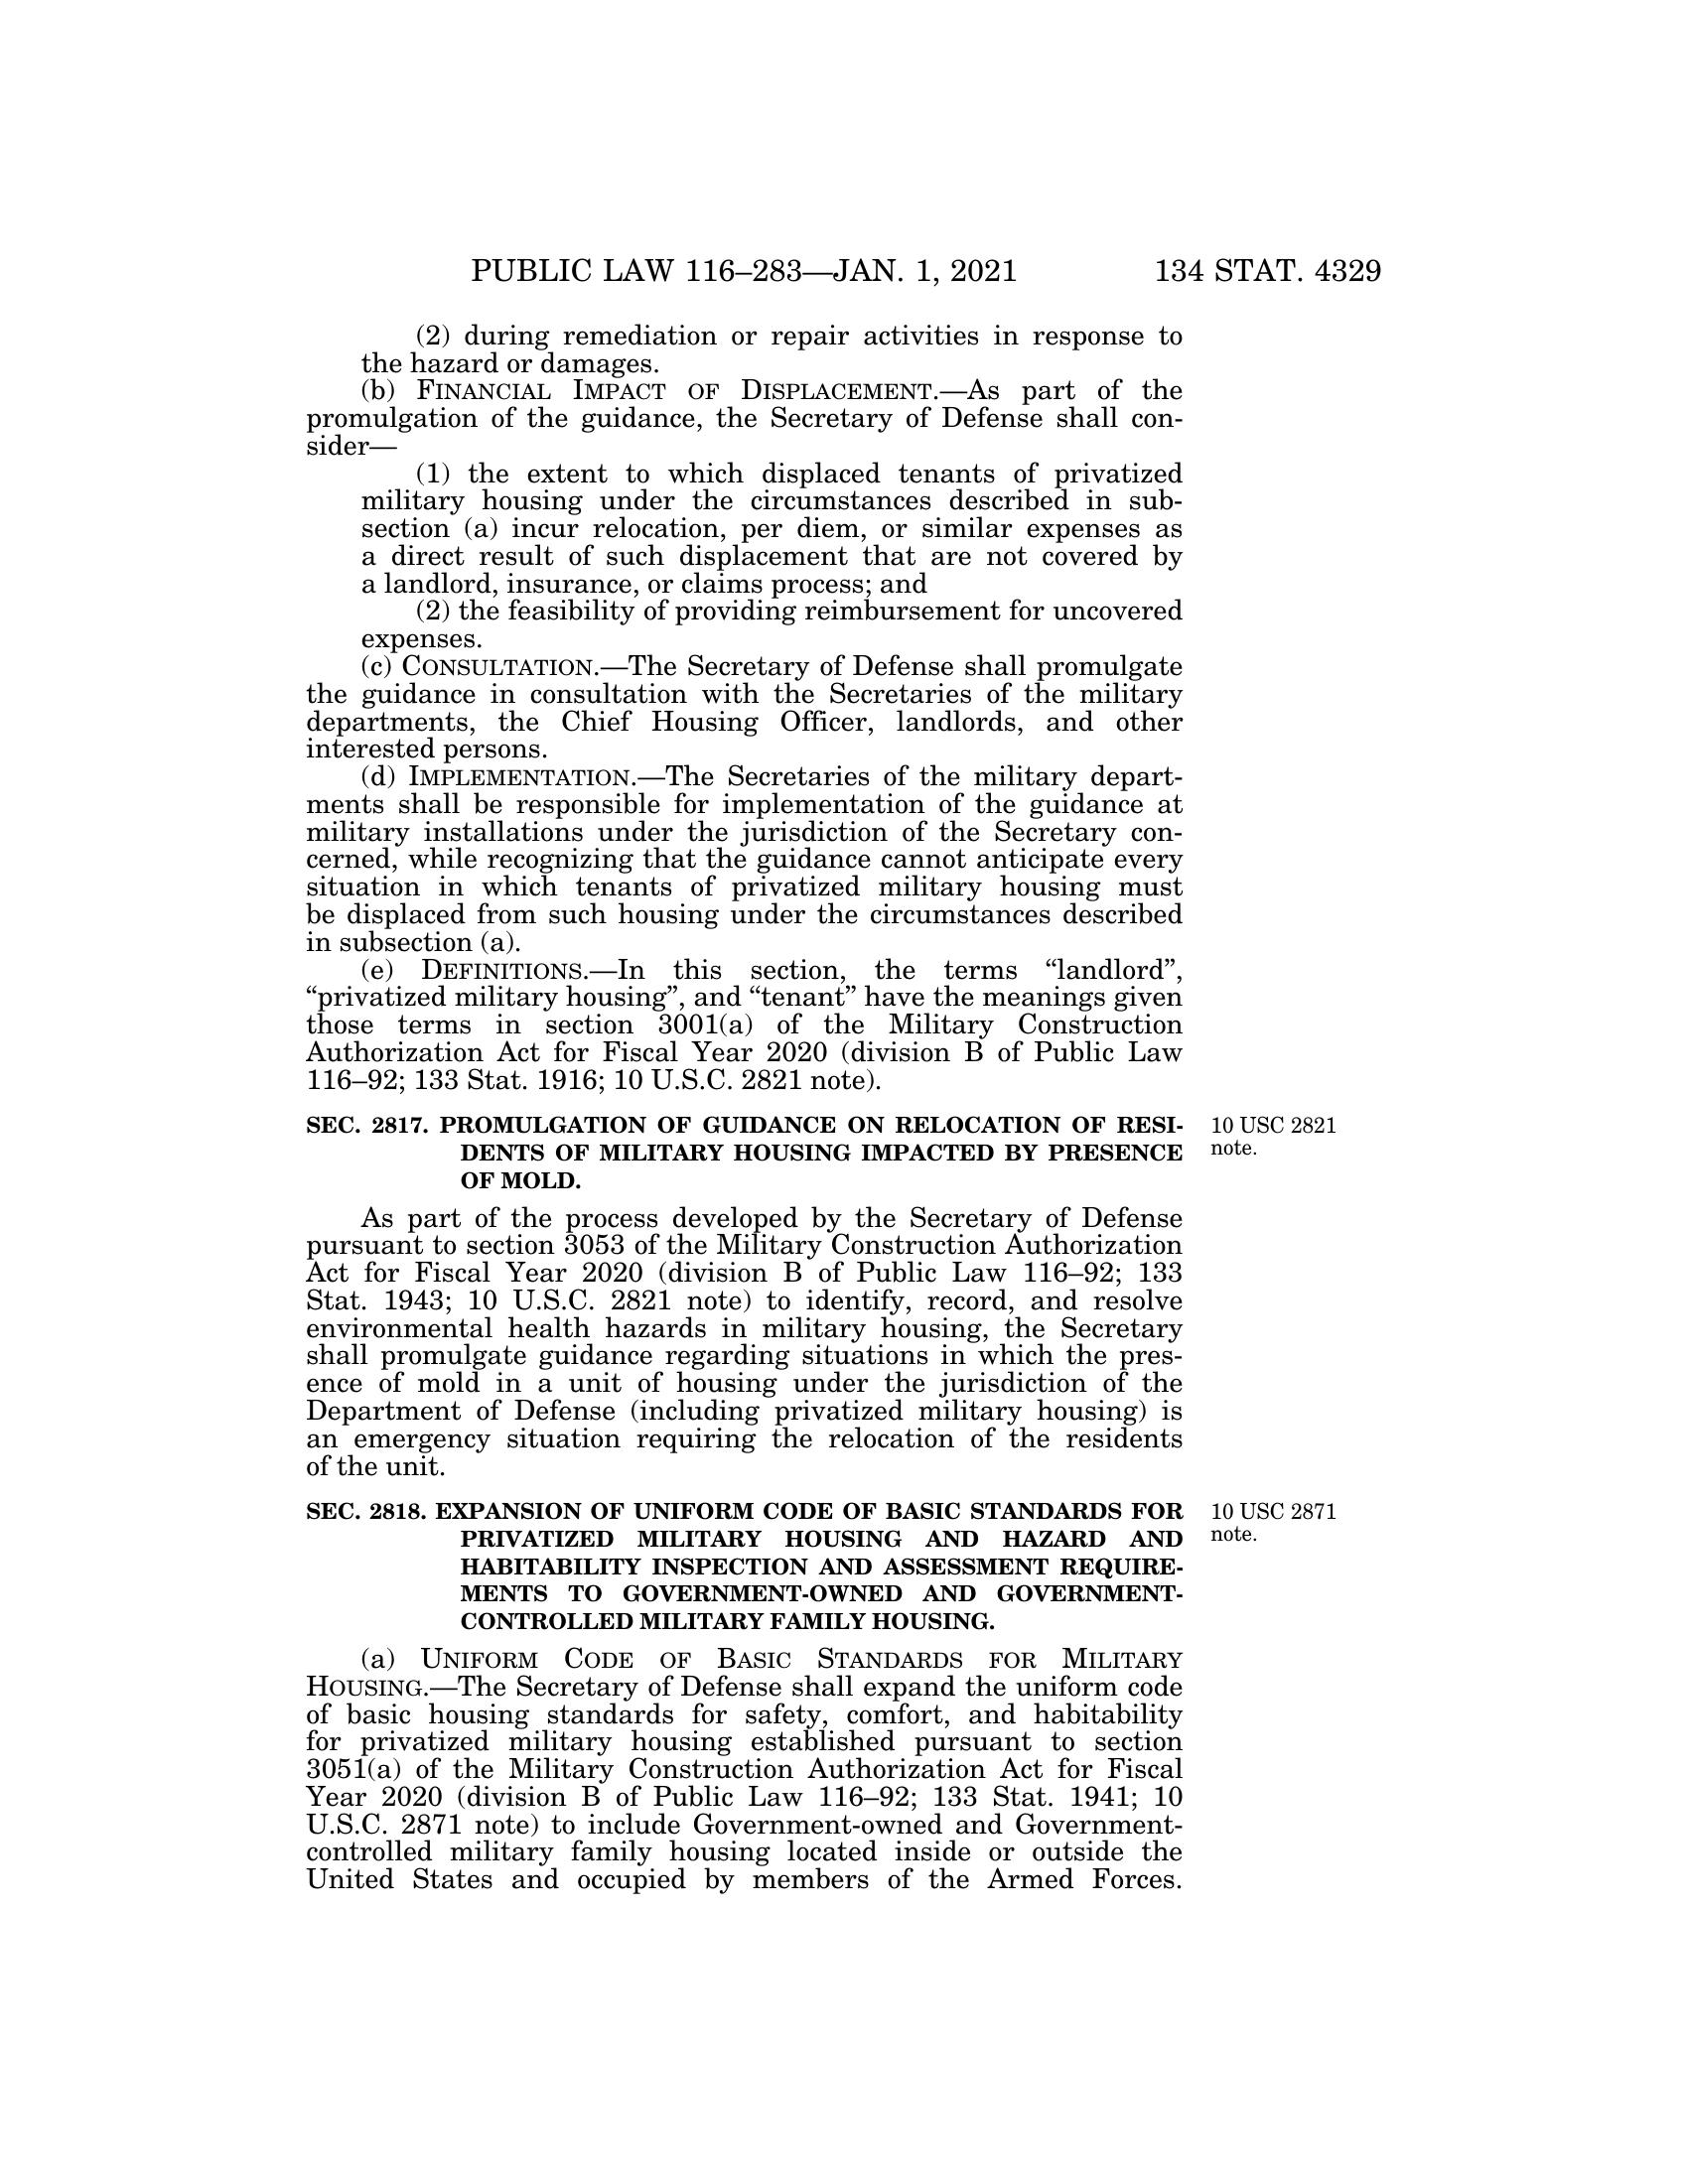 PUBLIC LAW 116–283—JAN. 1, 2021 134 STAT. 4329
(2) during remediation or repair activities in response to
the hazard or damages.
(b) FINANCIAL IMPACT OF DISPLACEMENT.—As part of the
promulgation of the guidance, the Secretary of Defense shall con-
sider—
(1) the extent to which displaced tenants of privatized
military housing under the circumstances described in sub-
section (a) incur relocation, per diem, or similar expenses as
a direct result of such displacement that are not covered by
a landlord, insurance, or claims process; and
(2) the feasibility of providing reimbursement for uncovered
expenses.
(c) CONSULTATION.—The Secretary of Defense shall promulgate
the guidance in consultation with the Secretaries of the military
departments, the Chief Housing Officer, landlords, and other
interested persons.
(d) IMPLEMENTATION.—The Secretaries of the military depart-
ments shall be responsible for implementation of the guidance at
military installations under the jurisdiction of the Secretary con-
cerned, while recognizing that the guidance cannot anticipate every
situation in which tenants of privatized military housing must
be displaced from such housing under the circumstances described
in subsection (a).
(e) DEFINITIONS.—In this section, the terms “landlord”,
“privatized military housing”, and “tenant” have the meanings given
those terms in section 3001(a) of the Military Construction
Authorization Act for Fiscal Year 2020 (division B of Public Law
116–92; 133 Stat. 1916; 10 U.S.C. 2821 note).
SEC. 2817. PROMULGATION OF GUIDANCE ON RELOCATION OF RESI-
DENTS OF MILITARY HOUSING IMPACTED BY PRESENCE
OF MOLD.
10 USC 2821
note.
As part of the process developed by the Secretary of Defense
pursuant to section 3053 of the Military Construction Authorization
Act for Fiscal Year 2020 (division B of Public Law 116–92; 133
Stat. 1943; 10 U.S.C. 2821 note) to identify, record, and resolve
environmental health hazards in military housing, the Secretary
shall promulgate guidance regarding situations in which the pres-
ence of mold in a unit of housing under the jurisdiction of the
Department of Defense (including privatized military housing) is
an emergency situation requiring the relocation of the residents
of the unit.
SEC. 2818. EXPANSION OF UNIFORM CODE OF BASIC STANDARDS FOR
PRIVATIZED MILITARY HOUSING AND HAZARD AND
HABITABILITY INSPECTION AND ASSESSMENT REQUIRE-
MENTS TO GOVERNMENT-OWNED AND GOVERNMENT-
CONTROLLED MILITARY FAMILY HOUSING.
10 USC 2871
note.
(a) UNIFORM CODE OF BASIC STANDARDS FOR MILITARY
HOUSING.—The Secretary of Defense shall expand the uniform code
of basic housing standards for safety, comfort, and habitability
for privatized military housing established pursuant to section
3051(a) of the Military Construction Authorization Act for Fiscal
Year 2020 (division B of Public Law 116–92; 133 Stat. 1941; 10
U.S.C. 2871 note) to include Government-owned and Government-
controlled military family housing located inside or outside the
United States and occupied by members of the Armed Forces.